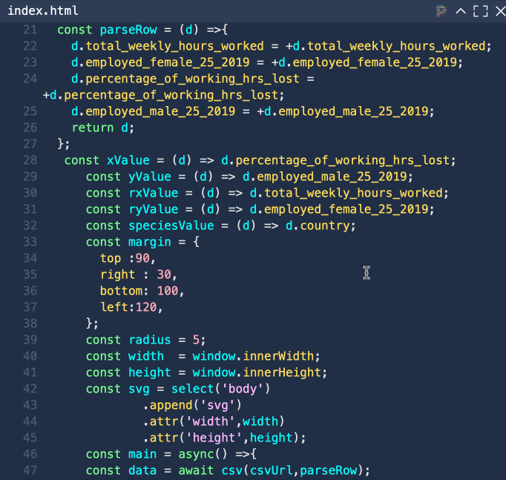 index.html
21 const parseRow = (d) =>{
22 d.total_weekly_hours_worked = +d.total_weekly_hours_worked;
23 d.employed_female_25_2019 = +d.employed_female_25_2019;
24 d.percentage_of_working_hrs_lost =
+d.percentage_of_working_hrs_lost;
25 d.employed_male_25_2019 = +d.employed_male_25_2019;
26 return d;
27 };
28 const xValue = (d) => d.percentage_of_working_hrs_lost;
29 const yValue = (d) => d.employed_male_25_2019;
30 const rxValue = (d) => d.total_weekly_hours_worked;
31 const ryValue = (d) => d.employed_female_25_2019;
32 const speciesValue = (d) => d.country;
33 const margin = {
34 top :90,
35 right : 30,
36 bottom: 100,
37 left:120,
38 };
39 const radius = 5;
40 const width = window.innerWidth;
41 const height = window.innerHeight;
42 const svg = select('body')
43 .append('svg')
44 .attr('width',width)
45 .attr('height',height);
46 const main = async() =>{
47 const data = await csv(csvUrl,parseRow);